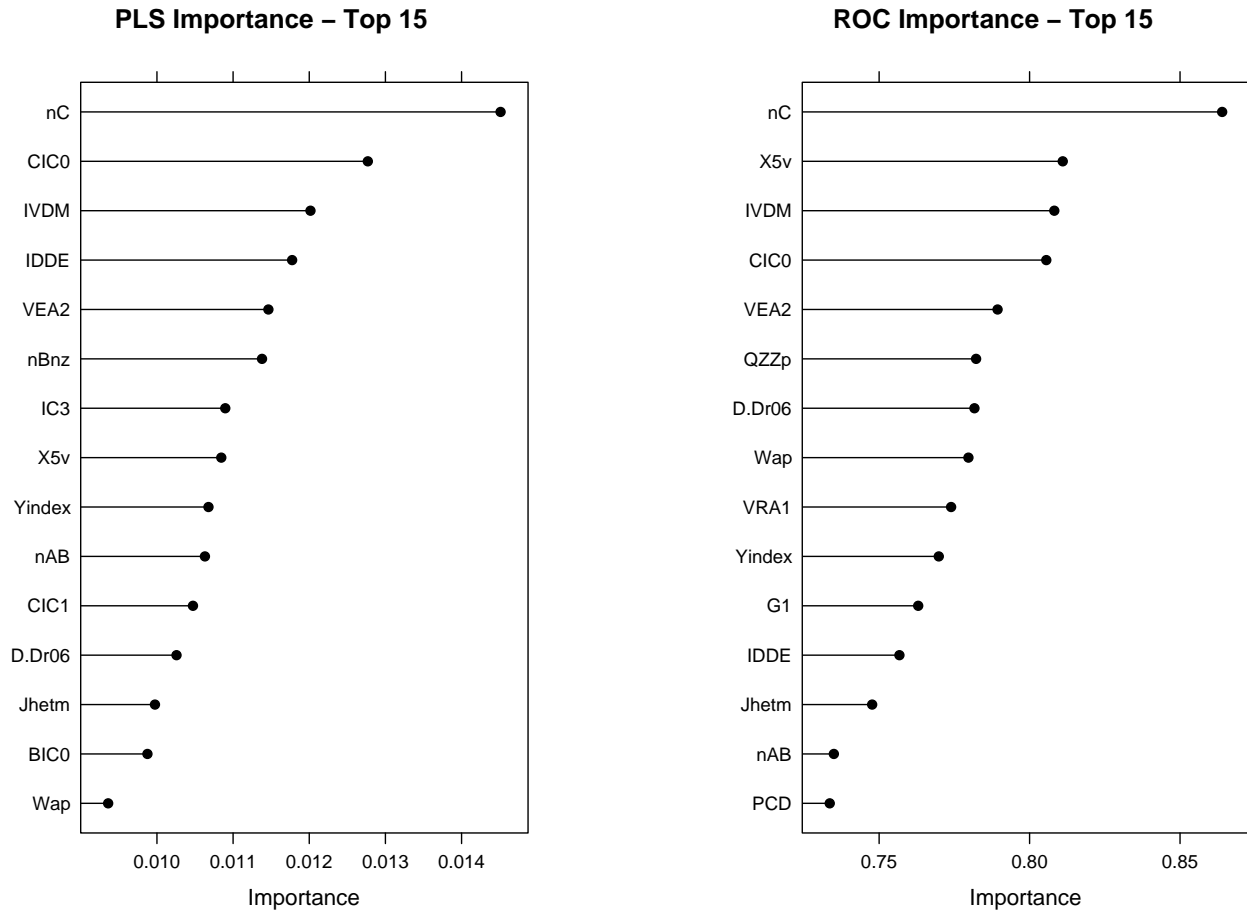 PLS Importance – Top 15
nC
CIC0
IVDM
IDDE
VEA2
nBnz
IC3
X5v
Yindex
nAB
CIC1
D.Dr06
Jhetm
BIC0
Wap
0.010 0.011 0.012 0.013 0.014
Importance
ROC Importance – Top 15
nC
X5v
IVDM
CIC0
VEA2
QZZp
D.Dr06
Wap
VRA1
Yindex
G1
IDDE
Jhetm
nAB
PCD
0.75 0.80 0.85
Importance